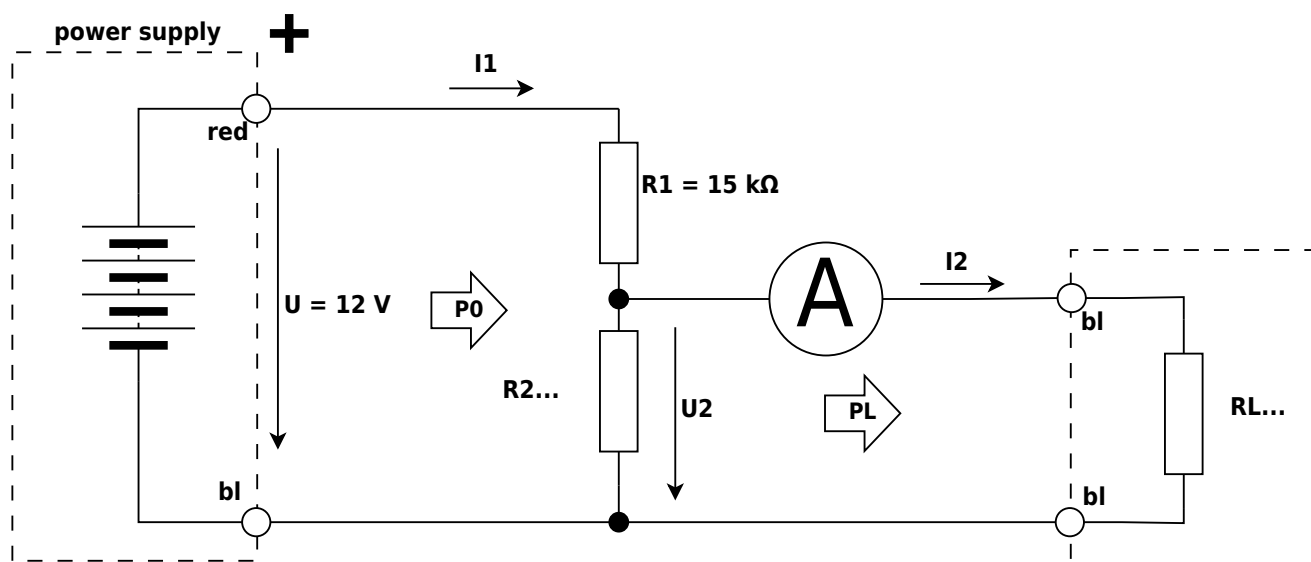 power supply
+
I1
red
R1 = 15 kΩ
I2
U = 12 V
P0
A
bl
R2...
U2
PL
RL...
bl
bl